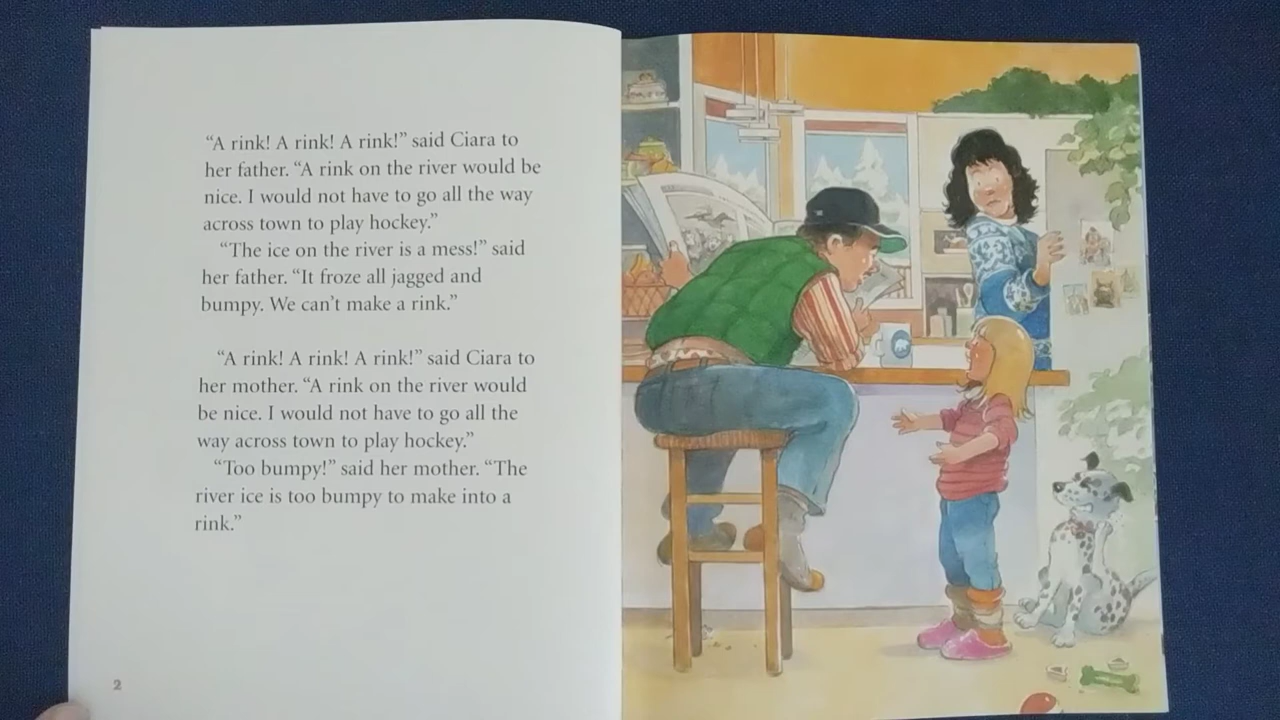 “A rink! A rink! A rink!” said Ciara to
her father. “A rink on the river would be
nice. I would not have to go all the way
across town to play hockey.”
“The ice on the river is a mess!” said
her father. “It froze all jagged and
bumpy. We can’t make a rink.”
“A rink! A rink! A rink!” said Ciara to
her mother. “A rink on the river would
be nice. I would not have to go all the
way across town to play hockey.”
“Too bumpy!” said her mother. “The
river ice is too bumpy to make into a
rink.”
2